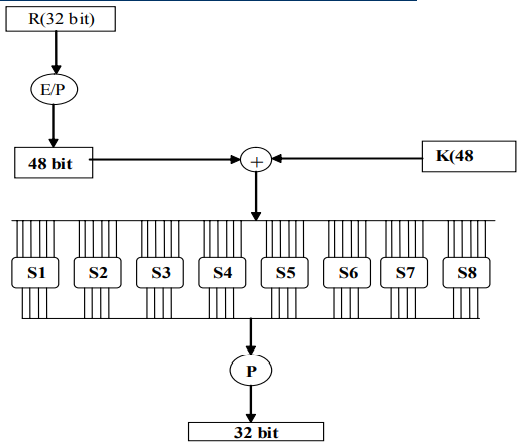 R(32 bit)
E/P
48 bit
+
K(48
S1 S2 S3 S4 S5 S6 S7 S8
P
32 bit